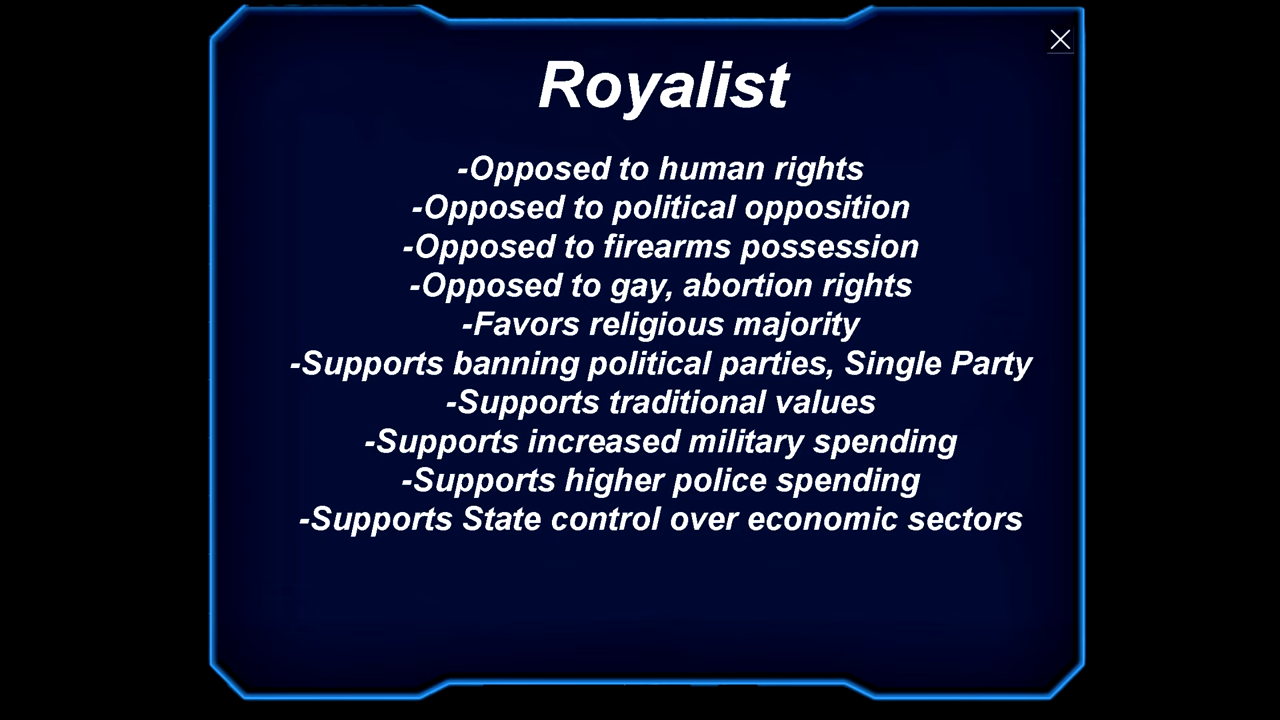 Royalist
-Opposed to human rights
-Opposed to political opposition
-Opposed to firearms possession
-Opposed to gay, abortion rights
-Favors religious majority
-Supports banning political parties, Single Party
-Supports traditional values
-Supports increased military spending
-Supports higher police spending
-Supports State control over economic sectors